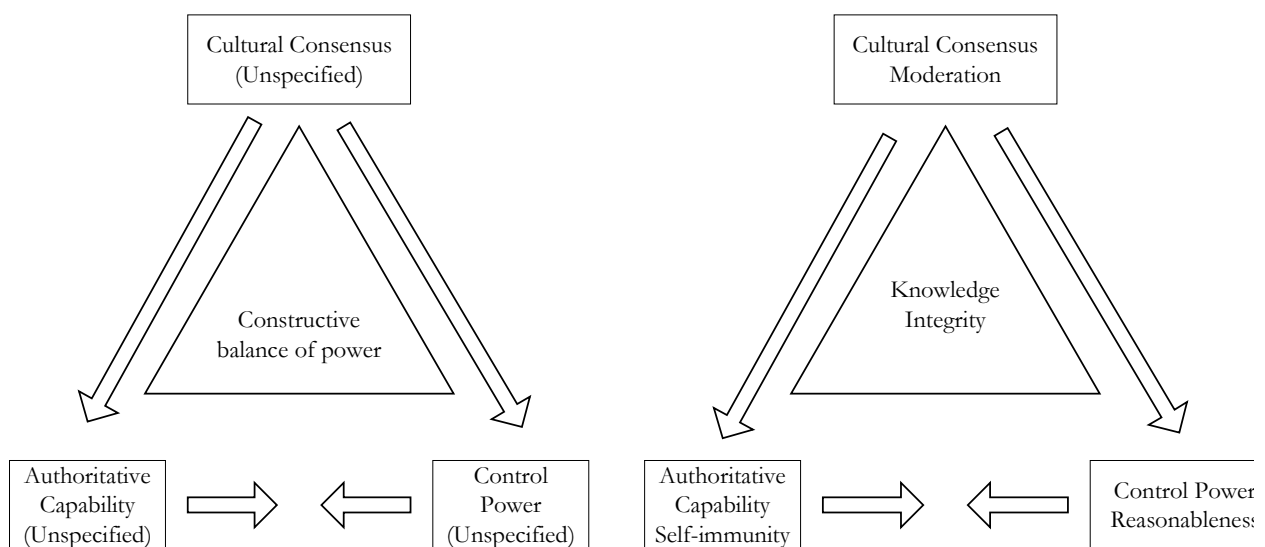 Cultural Consensus
(Unspecified)
Constructive
balance of power
Authoritative
Capability
(Unspecified)
Control
Power
(Unspecified)
Cultural Consensus
Moderation
Knowledge
Integrity
Authoritative
Capability
Self-immunity
Control Power
Reasonableness